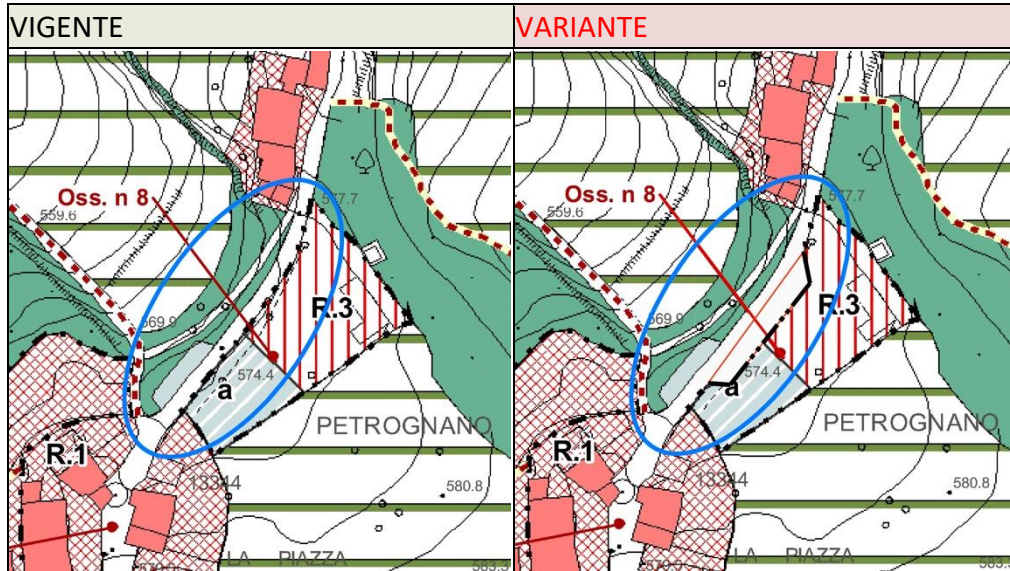 VIGENTE
VARIANTE
Oss. n 8
577.7
559.6
R.3
569.9
574.4
a
PETROGNANO
R.1
13344
580.8
LA PIAZZA
583.3
Oss. n 8
577.7
559.6
R.3
569.9
574.4
a
PETROGNANO
R.1
13344
580.8
LA PIAZZA